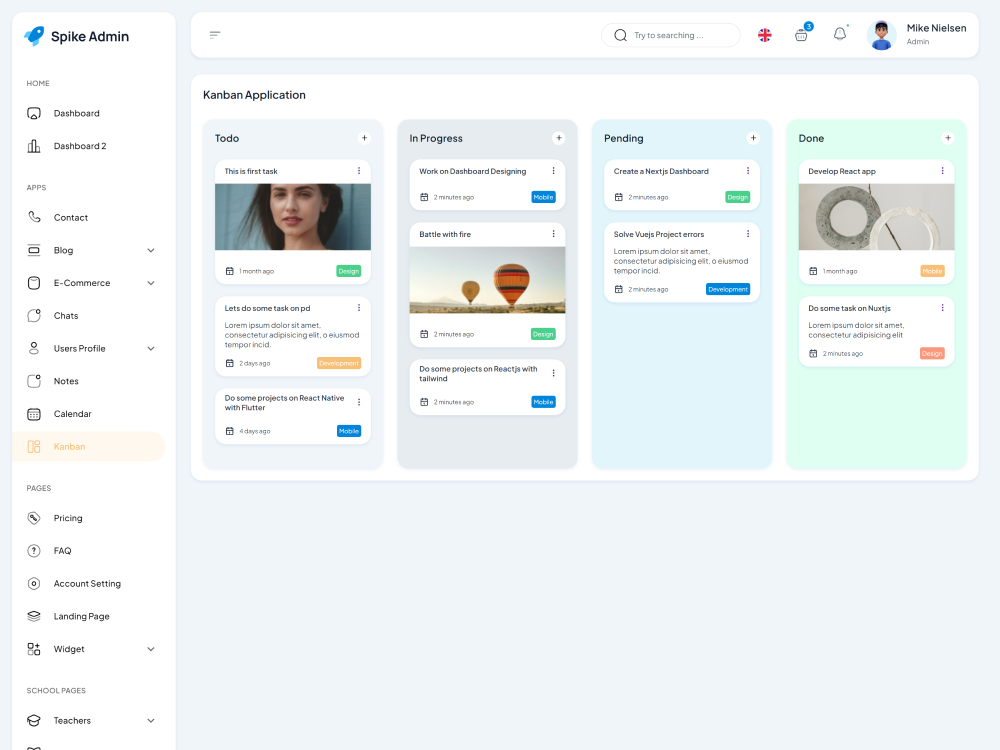 Spike Admin
HOME
Dashboard
Dashboard 2
APPS
Contact
Blog
E-Commerce
Chats
Users Profile
Notes
Calendar
Kanban
PAGES
Pricing
FAQ
Account Setting
Landing Page
Widget
SCHOOL PAGES
Teachers
Try to searching ...
3
Mike Nielsen
Admin
Kanban Application
Todo
+
This is first task
1 month ago
Design
Lets do some task on pd
Lorem ipsum dolor sit amet,
consectetur adipisicing elit, o eiusmod
tempor incid.
2 days ago
Development
Do some projects on React Native
with Flutter
4 days ago
Mobile
In Progress
+
Work on Dashboard Designing
2 minutes ago
Mobile
Battle with fire
2 minutes ago
Design
Do some projects on Reactjs with
tailwind
2 minutes ago
Mobile
Pending
+
Create a Nextjs Dashboard
2 minutes ago
Design
Solve Vuejs Project errors
Lorem ipsum dolor sit amet,
consectetur adipisicing elit, o eiusmod
tempor incid.
2 minutes ago
Development
Done
+
Develop React app
1 month ago
Mobile
Do some task on Nuxtjs
Lorem ipsum dolor sit amet,
consectetur adipisicing elit
2 minutes ago
Design